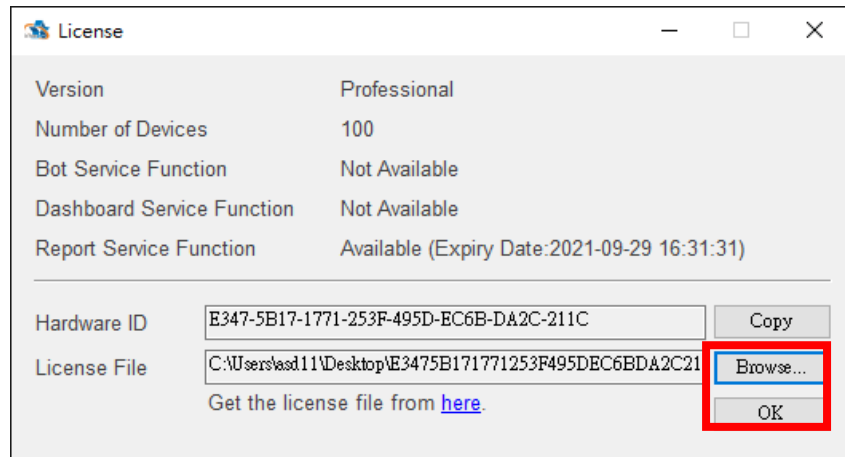 License
Version Professional
Number of Devices 100
Bot Service Function Not Available
Dashboard Service Function Not Available
Report Service Function Available (Expiry Date:2021-09-29 16:31:31)
Hardware ID E347-5B17-1771-253F-495D-EC6B-DA2C-211C Copy
License File C:\Users\asd11\Desktop\E3475B171771253F495DEC6BDA2C21 Browse...
Get the license file from here. OK